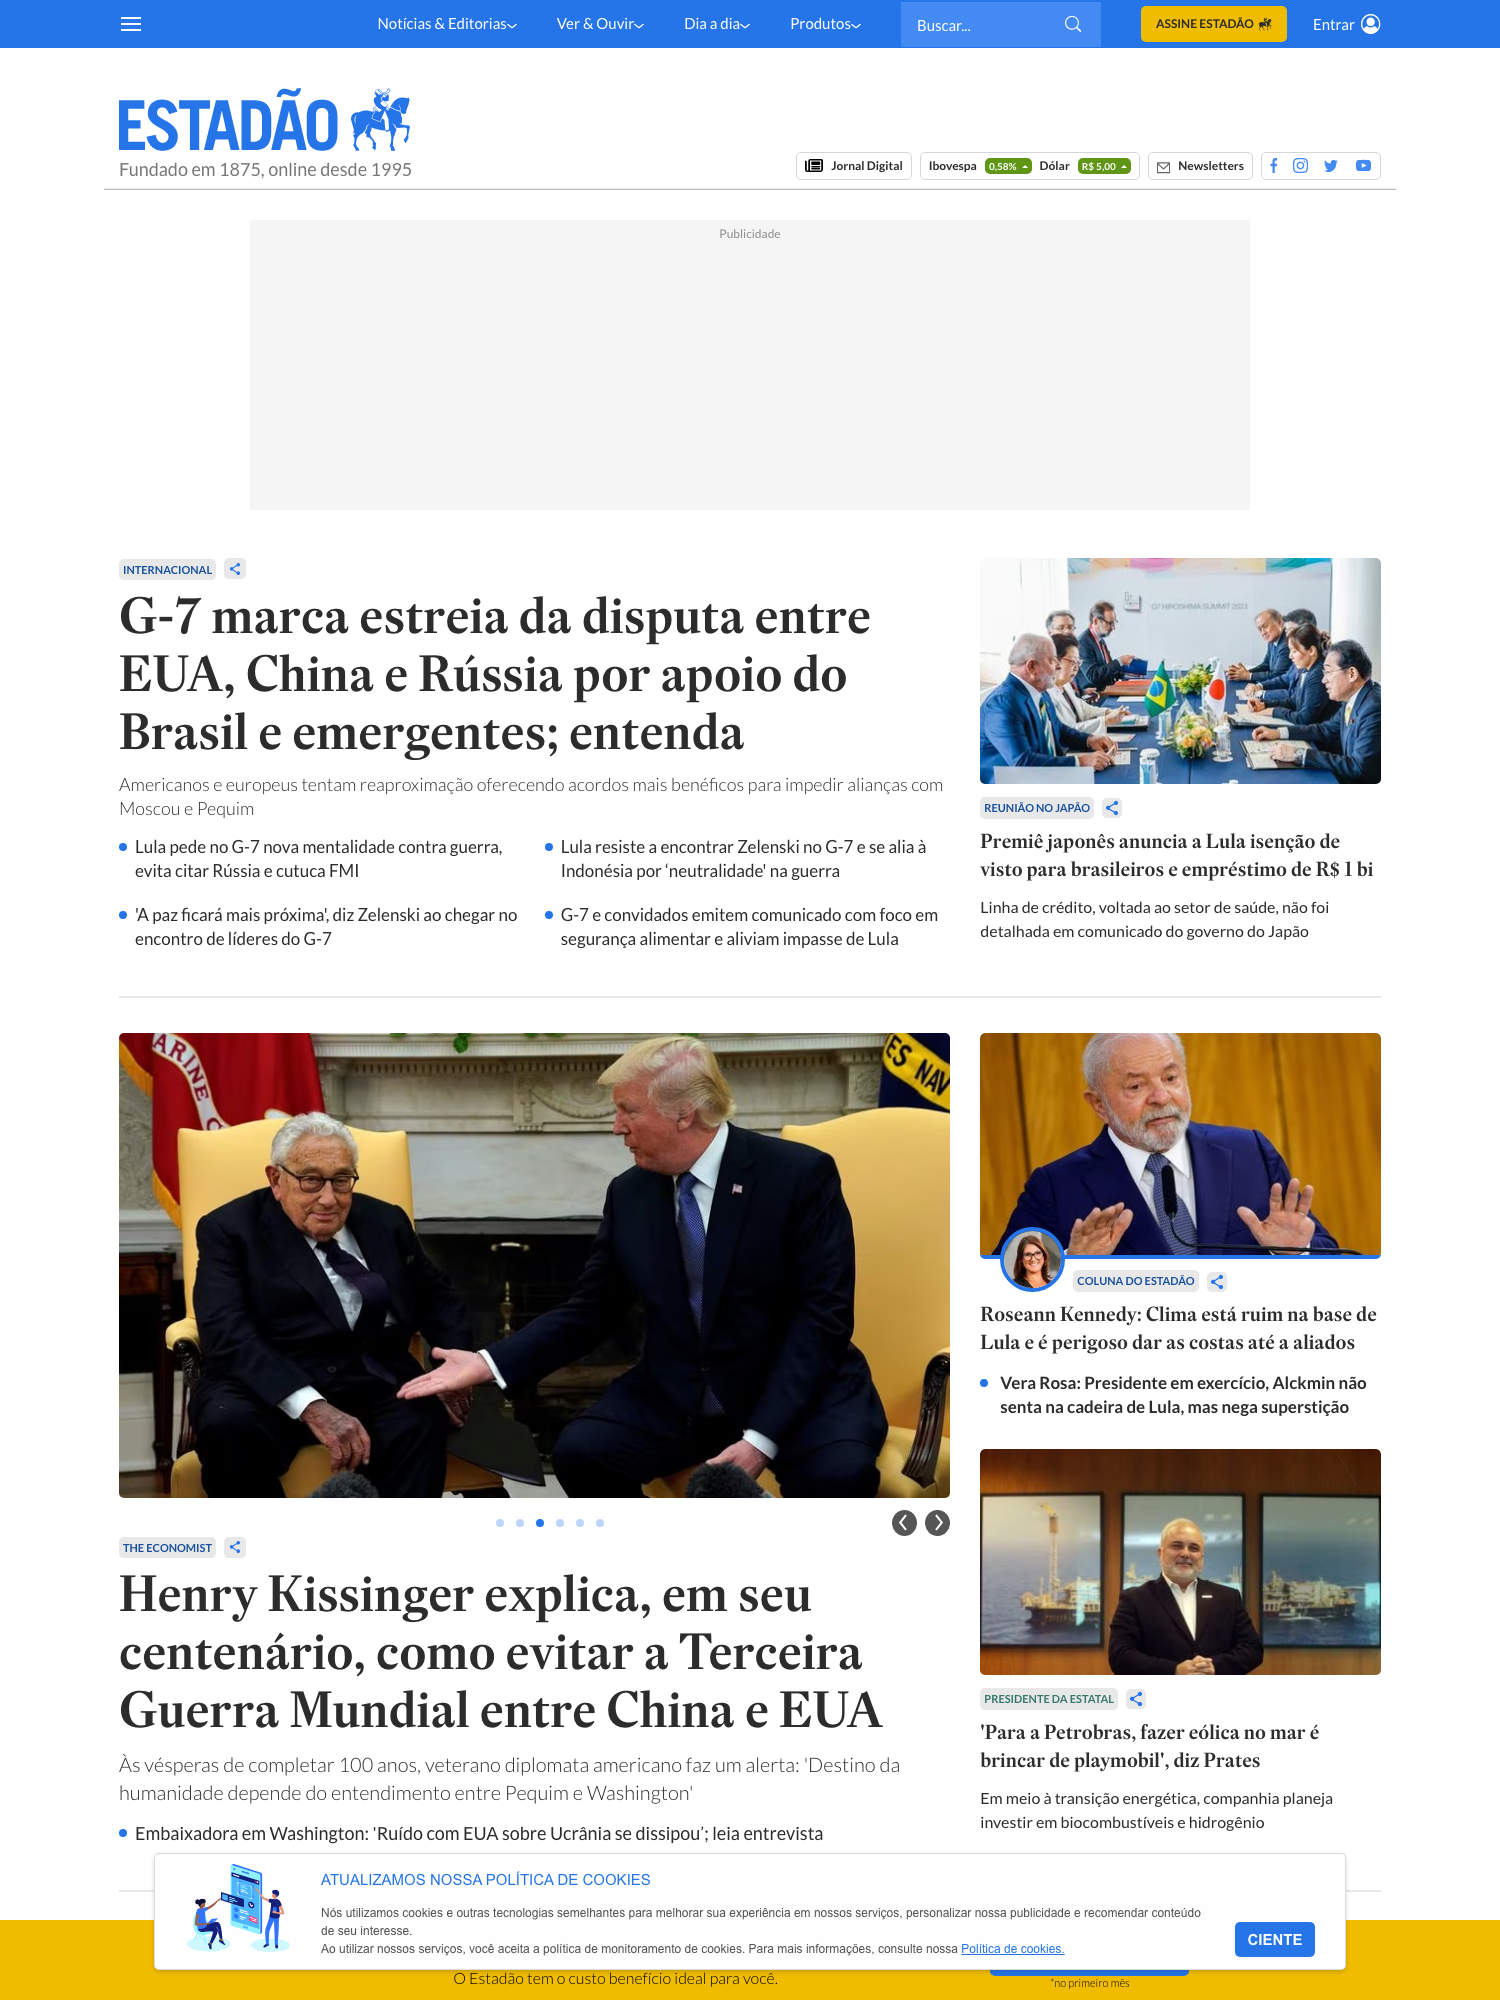 Notícias & Editorias
Ver & Ouvir
Dia a dia
Produtos
Buscar...
ASSINE ESTADÃO
Entrar
ESTADÃO
Fundado em 1875, online desde 1995
Jornal Digital
Ibovespa 0,58% Dólar R$ 5,00
Newsletters
Publicidade
INTERNACIONAL
G-7 marca estreia da disputa entre
EUA, China e Rússia por apoio do
Brasil e emergentes; entenda
Americanos e europeus tentam reaproximação oferecendo acordos mais benéficos para impedir alianças com
Moscou e Pequim
Lula pede no G-7 nova mentalidade contra guerra,
evita citar Rússia e cutuca FMI
Lula resiste a encontrar Zelenski no G-7 e se alia à
Indonésia por ‘neutralidade' na guerra
'A paz ficará mais próxima', diz Zelenski ao chegar no
encontro de líderes do G-7
G-7 e convidados emitem comunicado com foco em
segurança alimentar e aliviam impasse de Lula
G7 HIROSHIMA SUMMIT 2023
REUNIÃO NO JAPÃO
Premiê japonês anuncia a Lula isenção de
visto para brasileiros e empréstimo de R$ 1 bi
Linha de crédito, voltada ao setor de saúde, não foi
detalhada em comunicado do governo do Japão
ARINE
ES NAV
THE ECONOMIST
Henry Kissinger explica, em seu
centenário, como evitar a Terceira
Guerra Mundial entre China e EUA
Às vésperas de completar 100 anos, veterano diplomata americano faz um alerta: 'Destino da
humanidade depende do entendimento entre Pequim e Washington'
Embaixadora em Washington: 'Ruído com EUA sobre Ucrânia se dissipou’; leia entrevista
COLUNA DO ESTADÃO
Roseann Kennedy: Clima está ruim na base de
Lula e é perigoso dar as costas até a aliados
Vera Rosa: Presidente em exercício, Alckmin não
senta na cadeira de Lula, mas nega superstição
PRESIDENTE DA ESTATAL
'Para a Petrobras, fazer eólica no mar é
brincar de playmobil', diz Prates
Em meio à transição energética, companhia planeja
investir em biocombustíveis e hidrogênio
ATUALIZAMOS NOSSA POLÍTICA DE COOKIES
Nós utilizamos cookies e outras tecnologias semelhantes para melhorar sua experiência em nossos serviços, personalizar nossa publicidade e recomendar conteúdo
de seu interesse.
Ao utilizar nossos serviços, você aceita a política de monitoramento de cookies. Para mais informações, consulte nossa Política de cookies.
CIENTE
O Estadão tem o custo benefício ideal para você.
*no primeiro mês